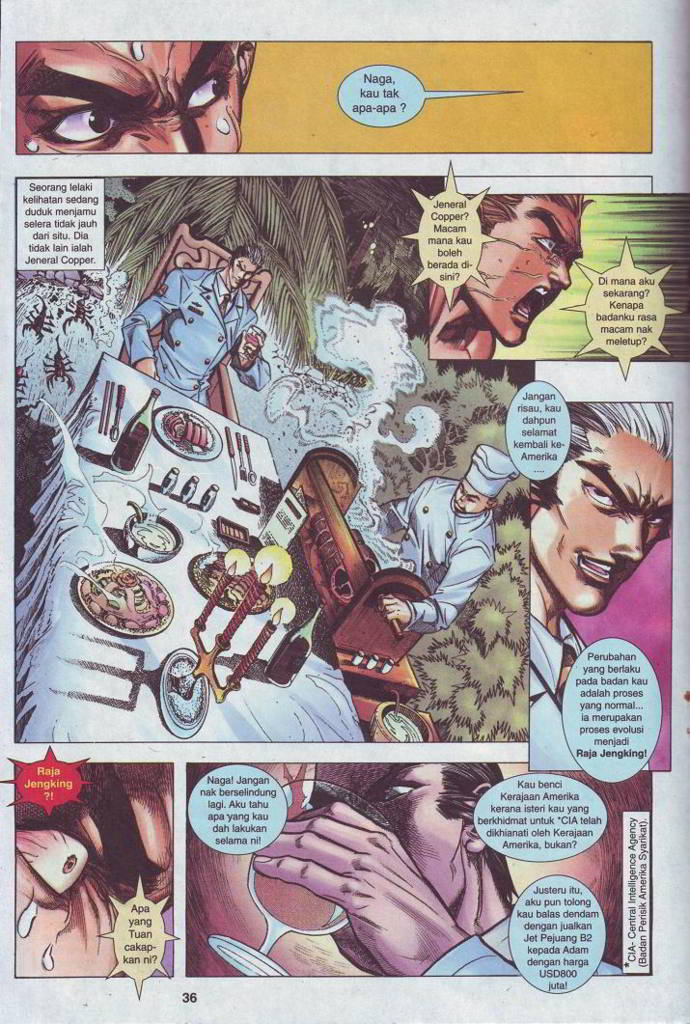 Naga,
kau tak
apa-apa ?
Seorang lelaki
kelihatan sedang
duduk menjamu
selera tidak jauh
dari situ. Dia
tidak lain ialah
Jeneral Copper.
Jeneral
Copper?
Macam
mana kau
boleh
berada di-
sini?
Di mana aku
sekarang?
Kenapa
badanku rasa
macam nak
meletup?
Jangan
risau, kau
dahpun
selamat
kembali ke-
Amerika
....
Perubahan
yang berlaku
pada badan kau
adalah proses
yang normal...
ia merupakan
proses evolusi
menjadi
Raja Jengking!
Raja
Jengking
?!
Apa
yang
Tuan
cakap-
kan ni?
Naga! Jangan
nak berselindung
lagi. Aku tahu
apa yang kau
dah lakukan
selama ni!
Kau benci
Kerajaan Amerika
kerana isteri kau yang
berkhidmat untuk *CIA telah
dikhianati oleh Kerajaan
Amerika, bukan?
Justeru itu,
aku pun tolong
kau balas dendam
dengan jualkan
Jet Pejuang B2
kepada Adam
dengan harga
USD800
juta!
*CIA- Central Intelligence Agency
(Badan Perisik Amerika Syarikat).
36